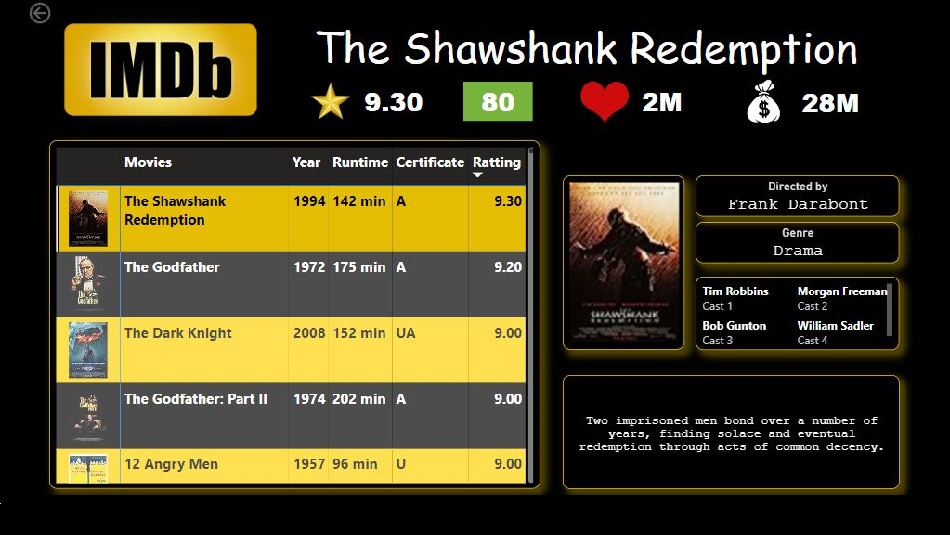 IMDb
The Shawshank Redemption
9.30 80 2M 28M
Movies Year Runtime Certificate Ratting
The Shawshank 1994 142 min A 9.30
Redemption
The Godfather 1972 175 min A 9.20
The Dark Knight 2008 152 min UA 9.00
The Godfather: Part II 1974 202 min A 9.00
12 Angry Men 1957 96 min U 9.00
Directed by
Frank Darabont
Genre
Drama
Tim Robbins Morgan Freeman
Cast 1 Cast 2
Bob Gunton William Sadler
Cast 3 Cast 4
Two imprisoned men bond over a number of
years, finding solace and eventual
redemption through acts of common decency.